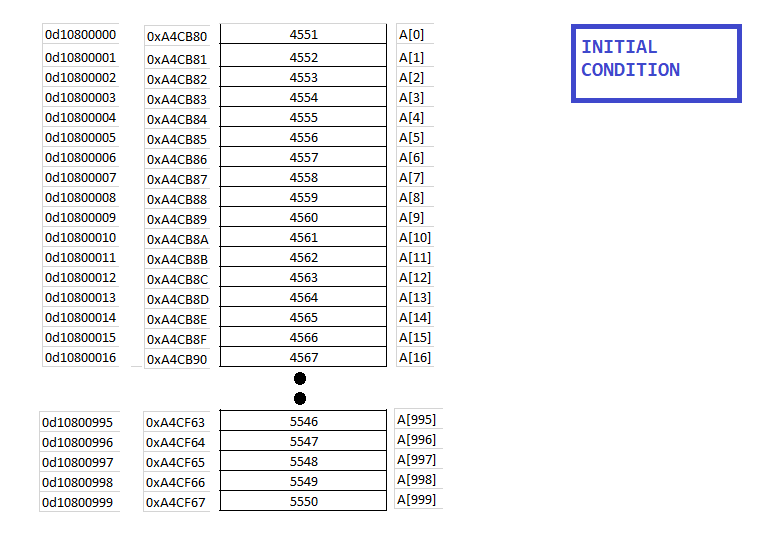 0d10800000 0xA4CB80 4551 A[0]
INITIAL
CONDITION
0d10800001 0xA4CB81 4552 A[1]
0d10800002 0xA4CB82 4553 A[2]
0d10800003 0xA4CB83 4554 A[3]
0d10800004 0xA4CB84 4555 A[4]
0d10800005 0xA4CB85 4556 A[5]
0d10800006 0xA4CB86 4557 A[6]
0d10800007 0xA4CB87 4558 A[7]
0d10800008 0xA4CB88 4559 A[8]
0d10800009 0xA4CB89 4560 A[9]
0d10800010 0xA4CB8A 4561 A[10]
0d10800011 0xA4CB8B 4562 A[11]
0d10800012 0xA4CB8C 4563 A[12]
0d10800013 0xA4CB8D 4564 A[13]
0d10800014 0xA4CB8E 4565 A[14]
0d10800015 0xA4CB8F 4566 A[15]
0d10800016 0xA4CB90 4567 A[16]
0d10800995 0xA4CF63 5546 A[995]
0d10800996 0xA4CF64 5547 A[996]
0d10800997 0xA4CF65 5548 A[997]
0d10800998 0xA4CF66 5549 A[998]
0d10800999 0xA4CF67 5550 A[999]